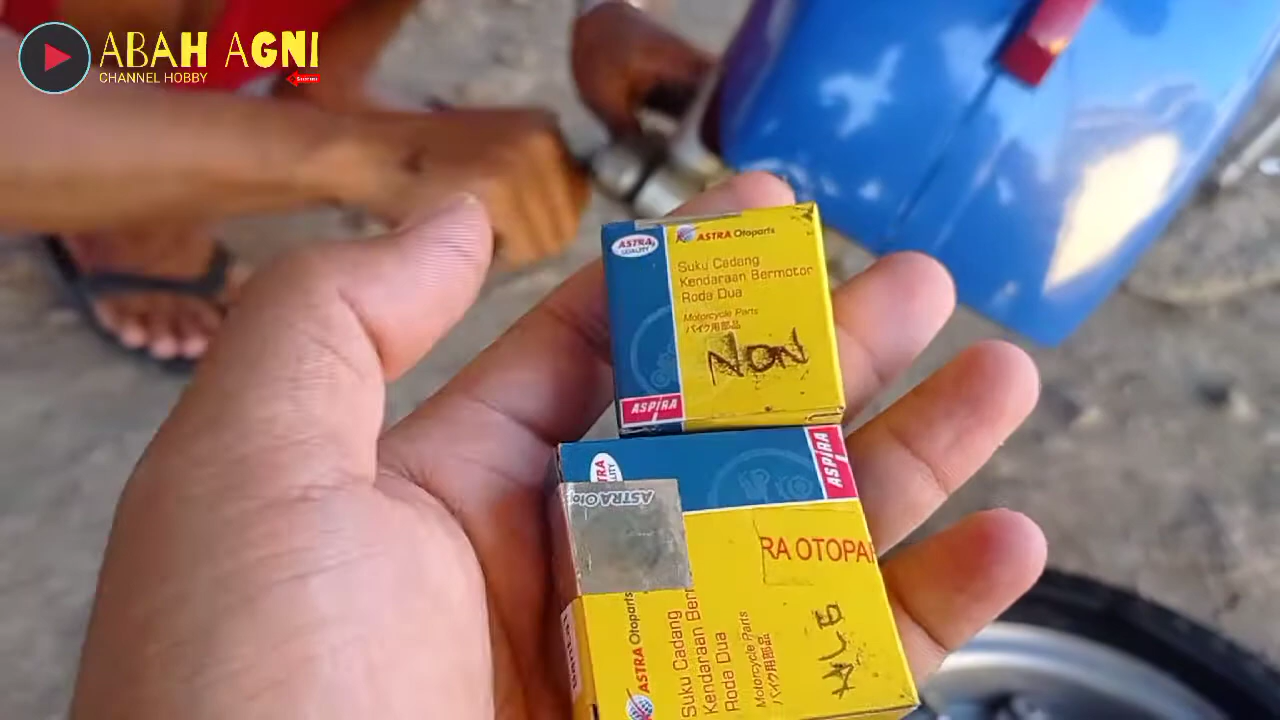 ABAH AGNI
CHANNEL HOBBY
ASTRA
ASTRA Otoparts
Suku Cadang
Kendaraan Bermotor
Roda Dua
Motorcycle Parts
バイク用部品
NON
ASPIRA
ASPIRA
ASTRA
RA OTOPA
ASTRA Otoparts
Suku Cadang
Kendaraan Ber
Roda Dua
Motorcycle Parts
バイク用部品